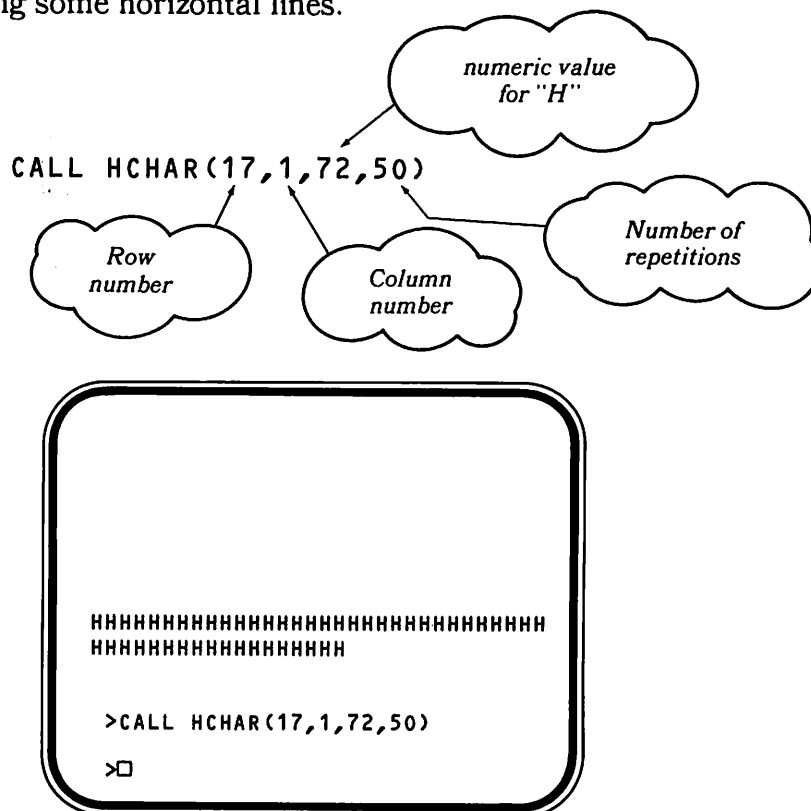 ng some horizontal lines.
numeric value
for "H"
CALL HCHAR(17,1,72,50)
Row
number
Column
number
Number of
repetitions
HHHHHHHHHHHHHHHHHHHHHHHHHHHHHHHH
HHHHHHHHHHHHHHHHHH
>CALL HCHAR(17,1,72,50)
>□